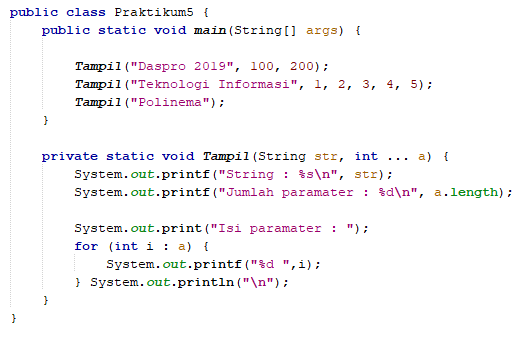 public class Praktikum5 {
    public static void main(String[] args) {

        Tampil("Daspro 2019", 100, 200);
        Tampil("Teknologi Informasi", 1, 2, 3, 4, 5);
        Tampil("Polinema");
    }

    private static void Tampil(String str, int ... a) {
        System.out.printf("String : %s\n", str);
        System.out.printf("Jumlah paramater : %d\n", a.length);

        System.out.print("Isi paramater : ");
        for (int i : a) {
            System.out.printf("%d ",i);
        } System.out.println("\n");
    }
}